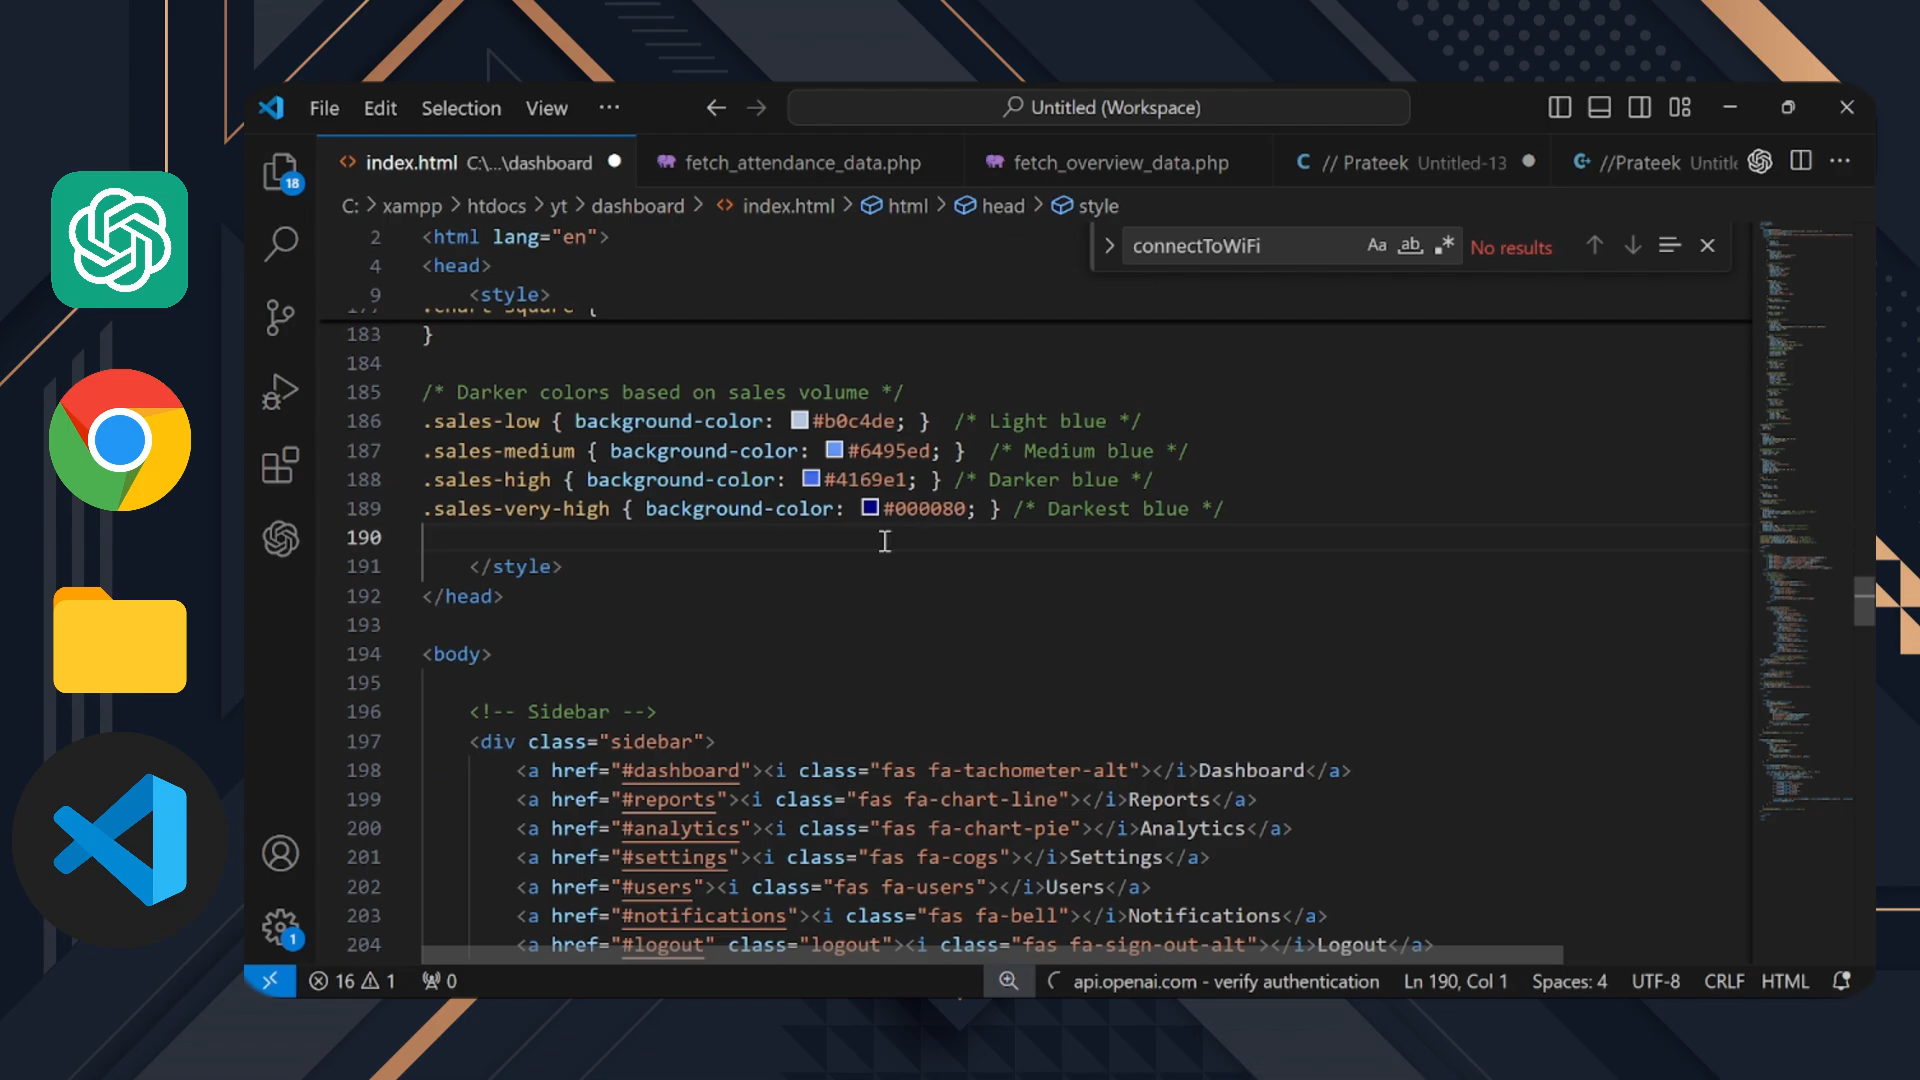 File Edit Selection View ··· Untitled (Workspace)
index.html C:\...\dashboard fetch_attendance_data.php fetch_overview_data.php C // Prateek Untitled-13 //Prateek
C: > xampp > htdocs > yt > dashboard > index.html > html > head > style
connectToWiFi Aa ab No results
18
2 <html lang="en">
4 <head>
9 <style>
.chart-square {
183 }
184
185 /* Darker colors based on sales volume */
186 .sales-low { background-color: #b0c4de; } /* Light blue */
187 .sales-medium { background-color: #6495ed; } /* Medium blue */
188 .sales-high { background-color: #4169e1; } /* Darker blue */
189 .sales-very-high { background-color: #000080; } /* Darkest blue */
190
191 </style>
192 </head>
193
194 <body>
195
196 <!-- Sidebar -->
197 <div class="sidebar">
198 <a href="#dashboard"><i class="fas fa-tachometer-alt"></i>Dashboard</a>
199 <a href="#reports"><i class="fas fa-chart-line"></i>Reports</a>
200 <a href="#analytics"><i class="fas fa-chart-pie"></i>Analytics</a>
201 <a href="#settings"><i class="fas fa-cogs"></i>Settings</a>
202 <a href="#users"><i class="fas fa-users"></i>Users</a>
203 <a href="#notifications"><i class="fas fa-bell"></i>Notifications</a>
204 <a href="#logout" class="logout"><i class="fas fa-sign-out-alt"></i>Logout</a>
1
16 1 0 api.openai.com - verify authentication Ln 190, Col 1 Spaces: 4 UTF-8 CRLF HTML